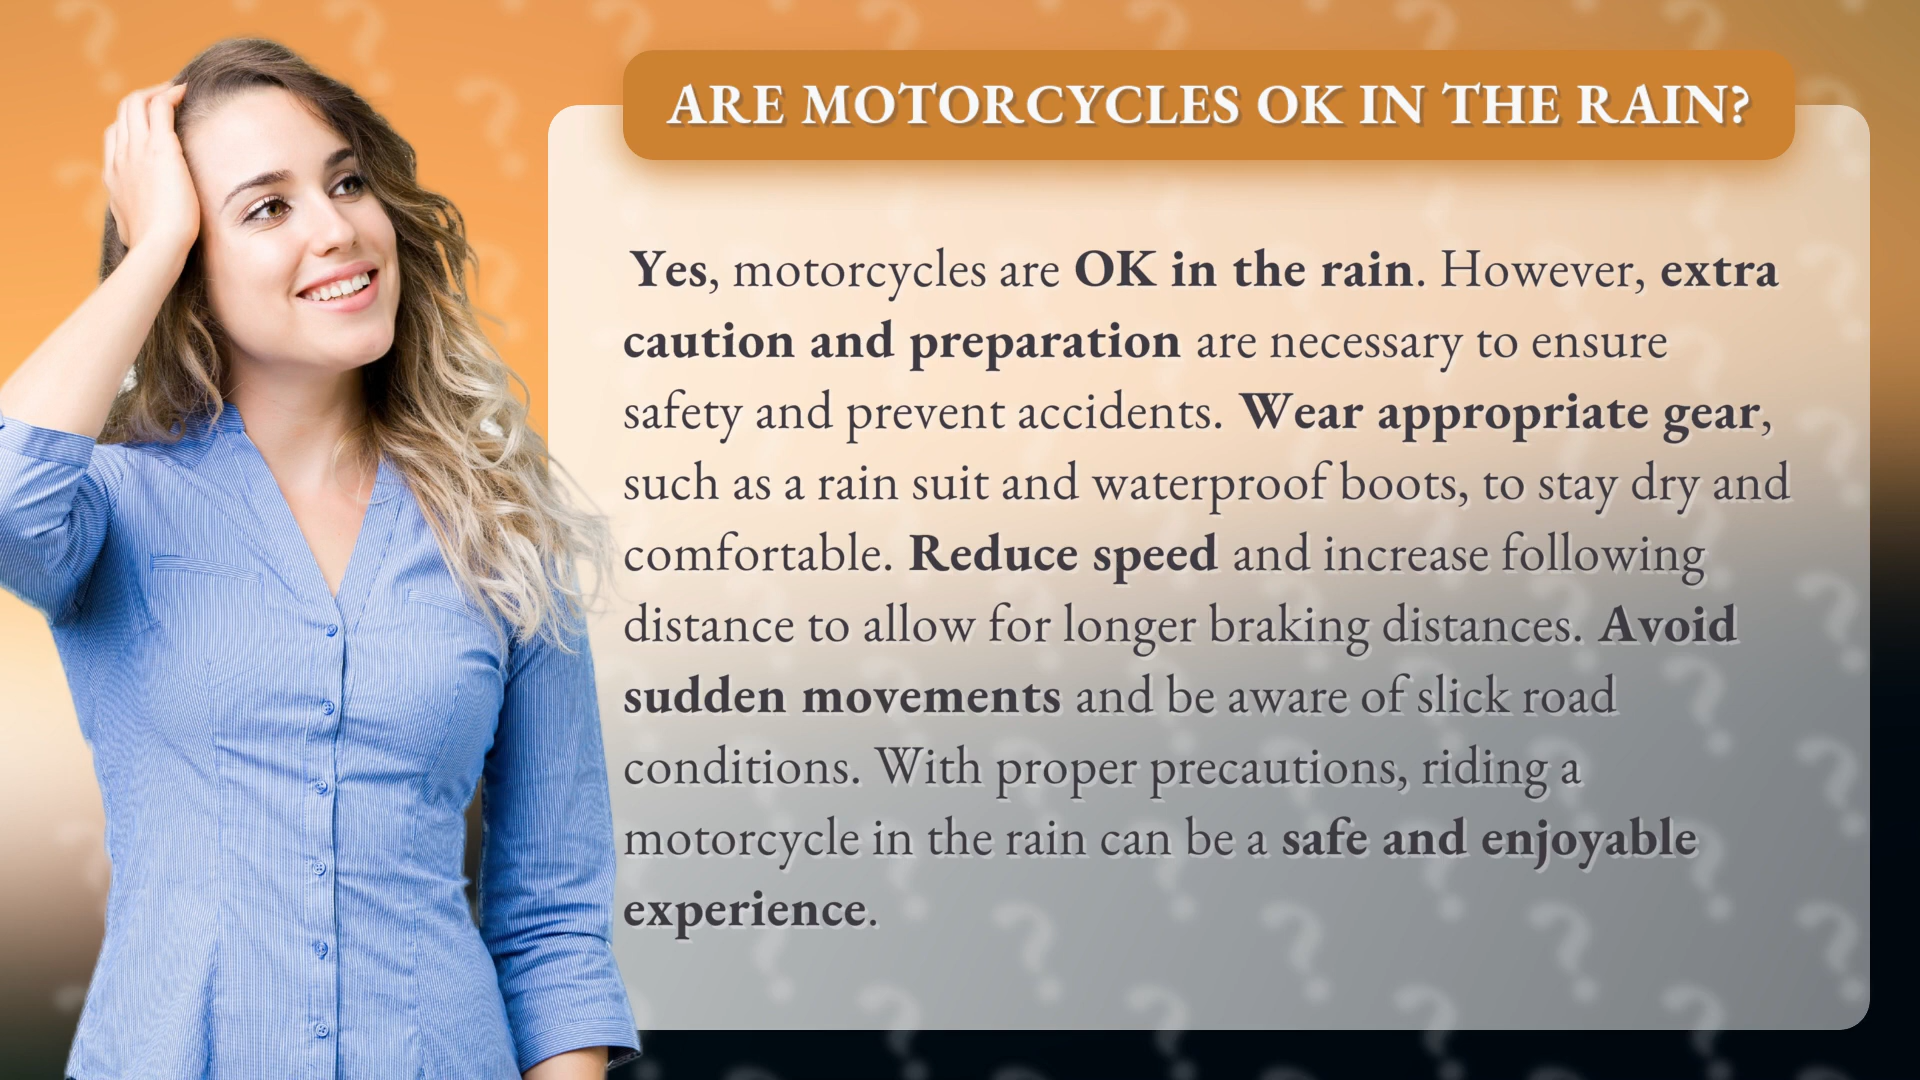 ARE MOTORCYCLES OK IN THE RAIN?
Yes, motorcycles are OK in the rain. However, extra
caution and preparation are necessary to ensure
safety and prevent accidents. Wear appropriate gear,
such as a rain suit and waterproof boots, to stay dry and
comfortable. Reduce speed and increase following
distance to allow for longer braking distances. Avoid
sudden movements and be aware of slick road
conditions. With proper precautions, riding a
motorcycle in the rain can be a safe and enjoyable
experience.